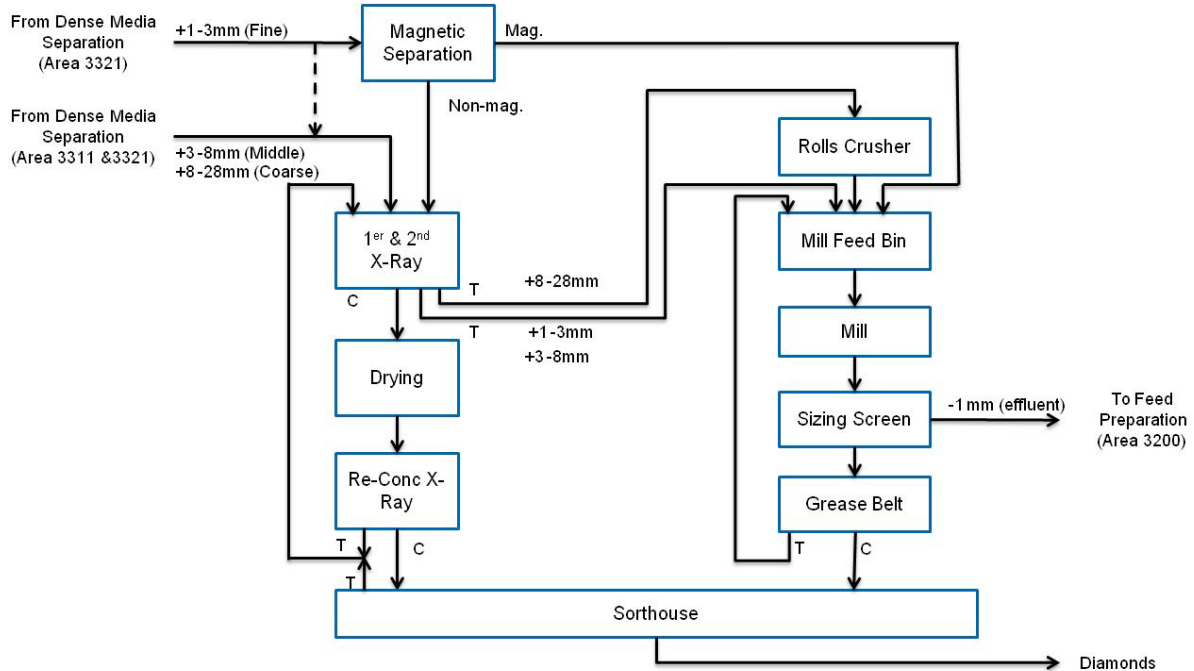 From Dense Media
Separation
(Area 3321)
+1-3mm (Fine)
Magnetic
Separation
Mag.
Non-mag.
From Dense Media
Separation
(Area 3311 &3321)
+3-8mm (Middle)
+8-28mm (Coarse)
Rolls Crusher
1er & 2nd
X-Ray
Mill Feed Bin
C
T
+8-28mm
T
+1-3mm
+3-8mm
Mill
Drying
Sizing Screen
-1mm (effluent)
To Feed
Preparation
(Area 3200)
Re-Conc X-
Ray
Grease Belt
T
C
T
C
T
Sorthouse
Diamonds